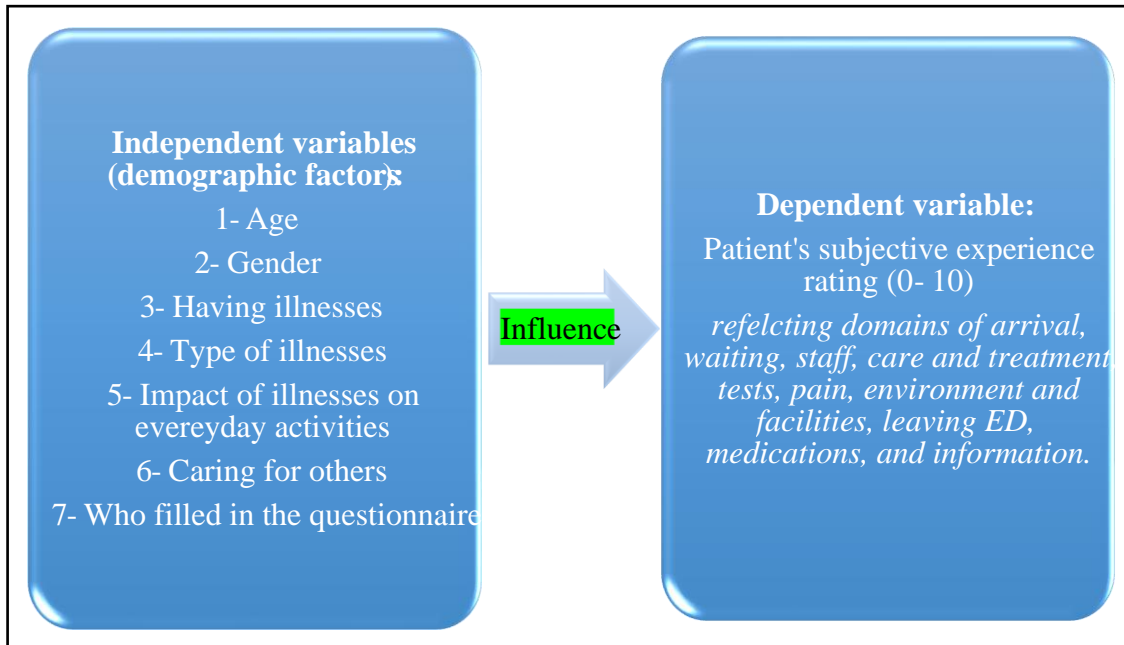 Independent variables
(demographic factors):
1- Age
2- Gender
3- Having illnesses
4- Type of illnesses
5- Impact of illnesses on
evereyday activities
6- Caring for others
7- Who filled in the questionnaire
Influence
Dependent variable:
Patient's subjective experience
rating (0- 10)
refelcting domains of arrival,
waiting, staff, care and treatment,
tests, pain, environment and
facilities, leaving ED,
medications, and information.